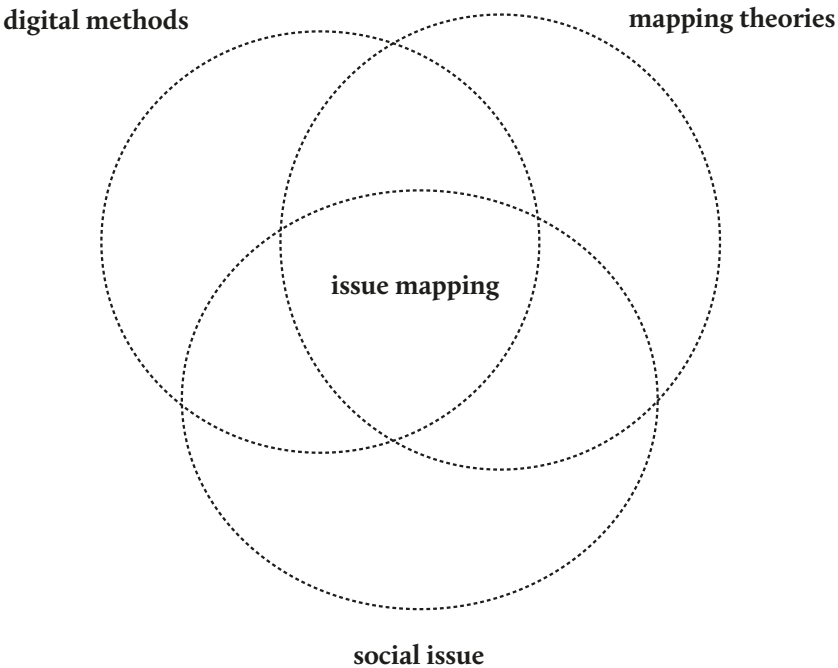 digital methods
mapping theories
issue mapping
social issue